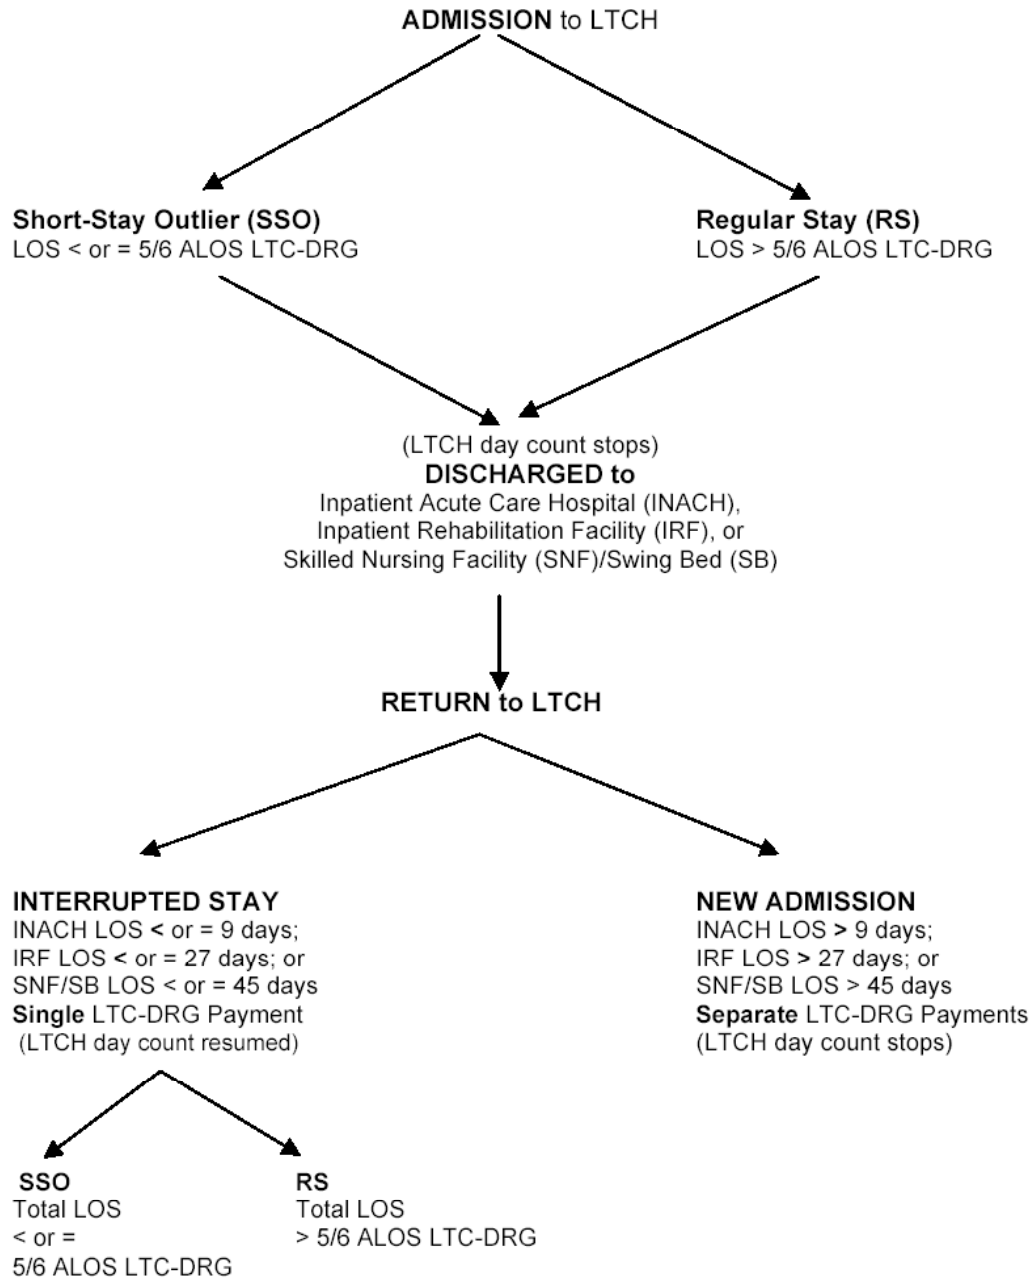 ADMISSION to LTCH
Short-Stay Outlier (SSO)
LOS < or = 5/6 ALOS LTC-DRG
Regular Stay (RS)
LOS > 5/6 ALOS LTC-DRG
(LTCH day count stops)
DISCHARGED to
Inpatient Acute Care Hospital (INACH),
Inpatient Rehabilitation Facility (IRF), or
Skilled Nursing Facility (SNF)/Swing Bed (SB)
RETURN to LTCH
INTERRUPTED STAY
INACH LOS < or = 9 days;
IRF LOS < or = 27 days; or
SNF/SB LOS < or = 45 days
Single LTC-DRG Payment
(LTCH day count resumed)
NEW ADMISSION
INACH LOS > 9 days;
IRF LOS > 27 days; or
SNF/SB LOS > 45 days
Separate LTC-DRG Payments
(LTCH day count stops)
SSO
Total LOS
< or =
5/6 ALOS LTC-DRG
RS
Total LOS
> 5/6 ALOS LTC-DRG